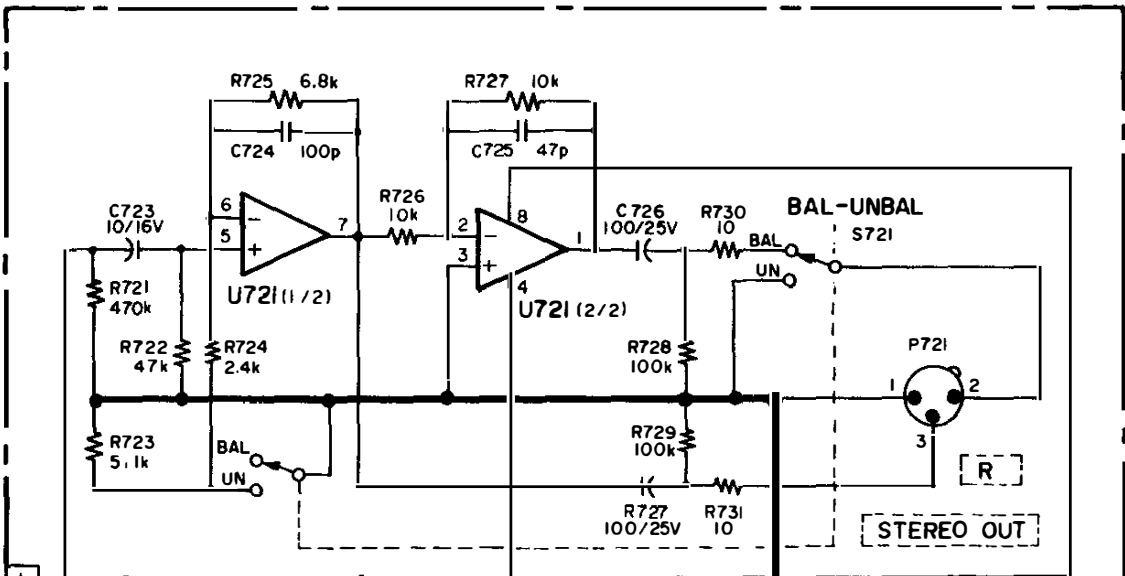 R725 6.8k
R727 10k
C724 100p
C725 47p
C723
10/16V
6
5
7
R726
10k
2
3
8
1
4
C726
100/25V
R730
10
BAL-UNBAL
S721
BAL
UN
U721(1/2)
U721(2/2)
R721
470k
R722
47k
R724
2.4k
R728
100k
P721
1
2
3
R723
5.1k
BAL
UN
R729
100k
R727
100/25V
R731
10
R
STEREO OUT